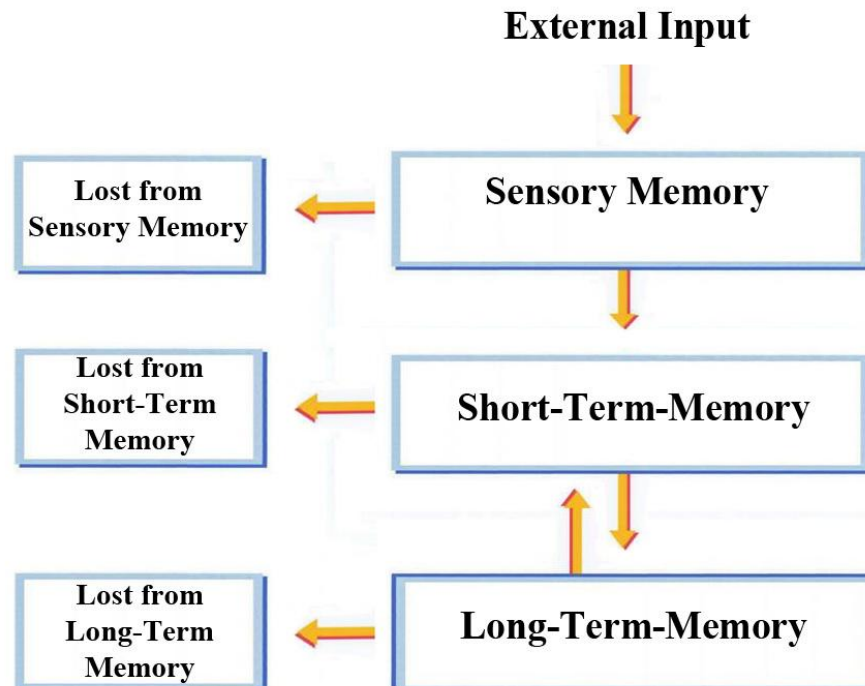 External Input
Lost from
Sensory Memory
Sensory Memory
Lost from
Short-Term
Memory
Short-Term-Memory
Lost from
Long-Term
Memory
Long-Term-Memory